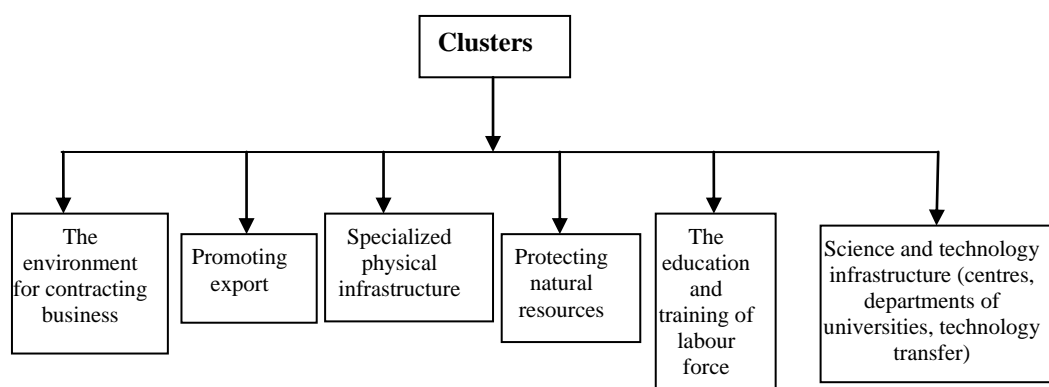 Clusters
The
environment
for contracting
business
Promoting
export
Specialized
physical
infrastructure
Protecting
natural
resources
The
education
and
training of
labour
force
Science and technology
infrastructure (centres,
departments of
universities, technology
transfer)